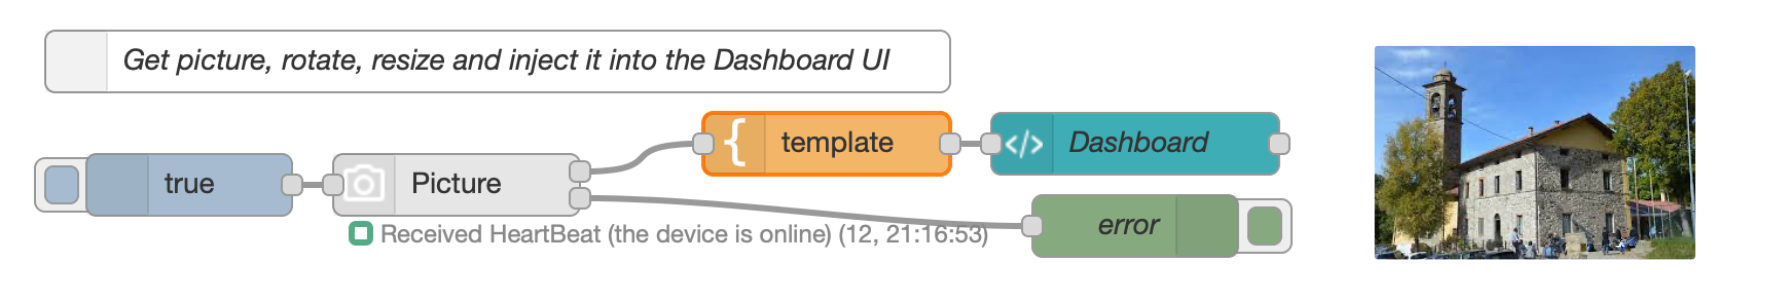 Get picture, rotate, resize and inject it into the Dashboard UI
template
Dashboard
true
Picture
error
Received HeartBeat (the device is online) (12, 21:16:53)